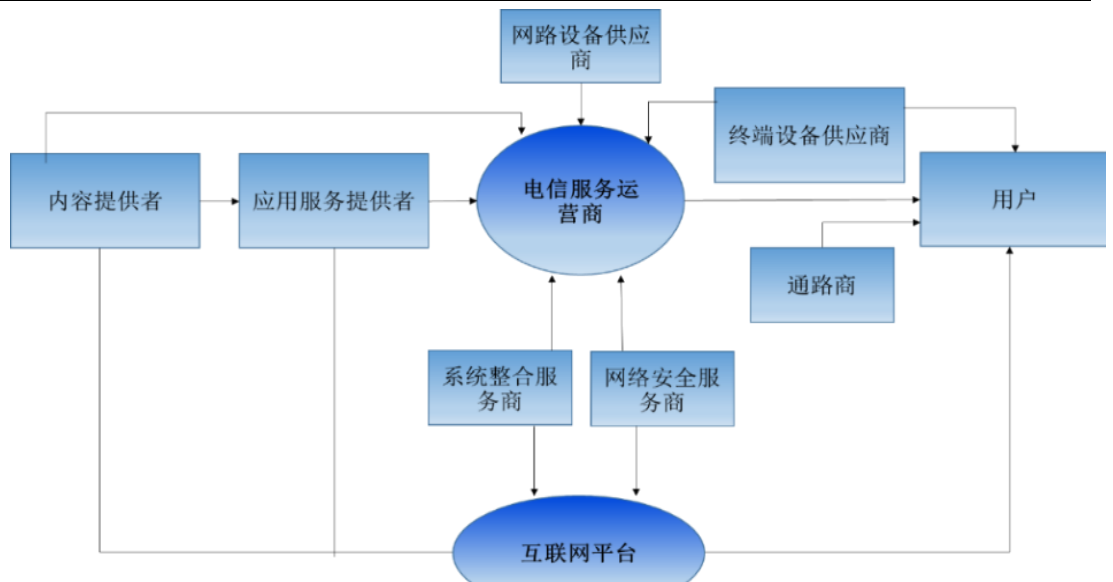 网路设备供应
商
终端设备供应商
内容提供者
应用服务提供者
电信服务运
营商
用户
通路商
系统整合服
务商
网络安全服
务商
互联网平台